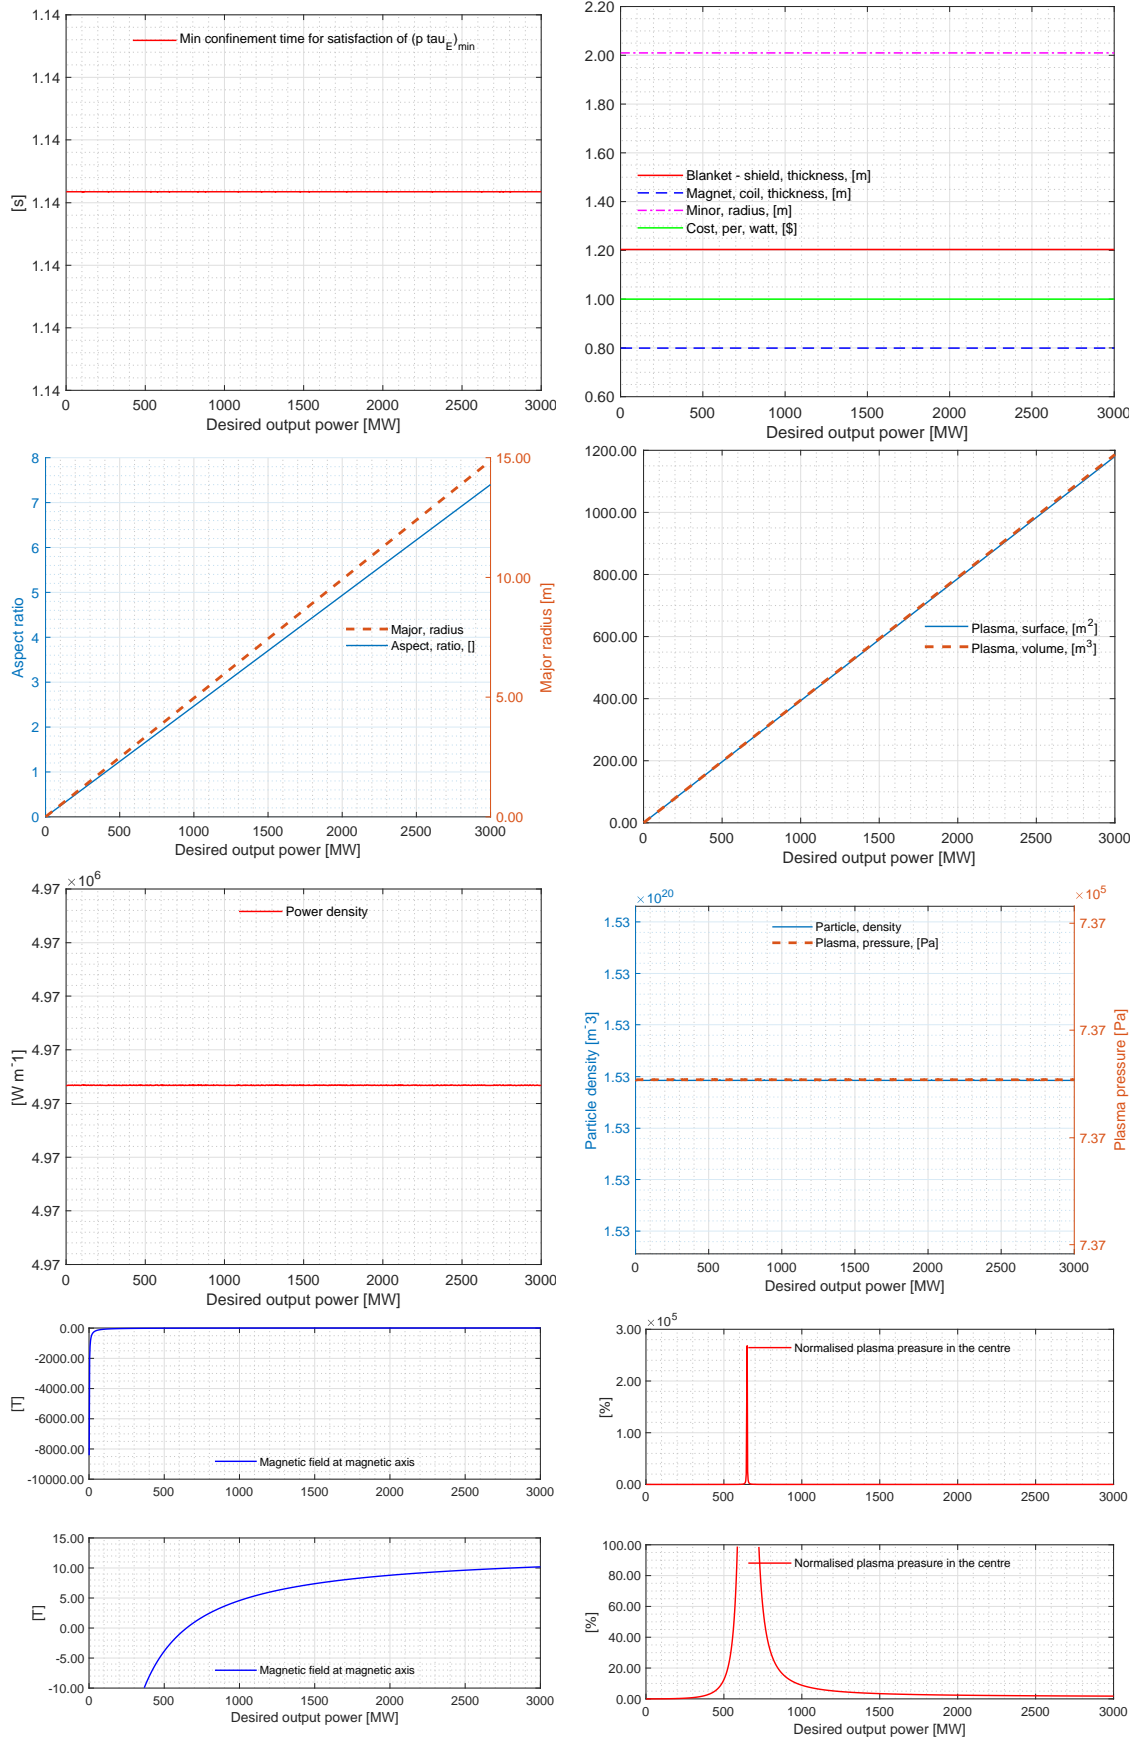 1.14
1.14
1.14
1.14
1.14
1.14
1.14
[s]
Min confinement time for satisfaction of (p tau_E)_min
0 500 1000 1500 2000 2500 3000
Desired output power [MW]
2.20
2.00
1.80
1.60
1.40
1.20
1.00
0.80
0.60
Blanket - shield, thickness, [m]
Magnet, coil, thickness, [m]
Minor, radius, [m]
Cost, per, watt, [$]
0 500 1000 1500 2000 2500 3000
Desired output power [MW]
8
7
6
5
4
3
2
1
0
Aspect ratio
15.00
10.00
5.00
0.00
Major radius [m]
Major, radius
Aspect, ratio, []
0 500 1000 1500 2000 2500 3000
Desired output power [MW]
1200.00
1000.00
800.00
600.00
400.00
200.00
0.00
Plasma, surface, [m²]
Plasma, volume, [m³]
0 500 1000 1500 2000 2500 3000
Desired output power [MW]
×10⁶
4.97
4.97
4.97
4.97
4.97
4.97
4.97
4.97
[W m⁻1]
Power density
0 500 1000 1500 2000 2500 3000
Desired output power [MW]
×10²⁰
1.53
1.53
1.53
1.53
1.53
1.53
1.53
Particle density [m⁻3]
×10⁵
7.37
7.37
7.37
7.37
Plasma pressure [Pa]
Particle, density
Plasma, pressure, [Pa]
0 500 1000 1500 2000 2500 3000
Desired output power [MW]
0.00
-2000.00
-4000.00
-6000.00
-8000.00
-10000.00
[T]
Magnetic field at magnetic axis
0 500 1000 1500 2000 2500 3000
×10⁵
3.00
2.00
1.00
0.00
[%]
Normalised plasma preasure in the centre
0 500 1000 1500 2000 2500 3000
15.00
10.00
5.00
0.00
-5.00
-10.00
[T]
Magnetic field at magnetic axis
0 500 1000 1500 2000 2500 3000
Desired output power [MW]
100.00
80.00
60.00
40.00
20.00
0.00
[%]
Normalised plasma preasure in the centre
0 500 1000 1500 2000 2500 3000
Desired output power [MW]